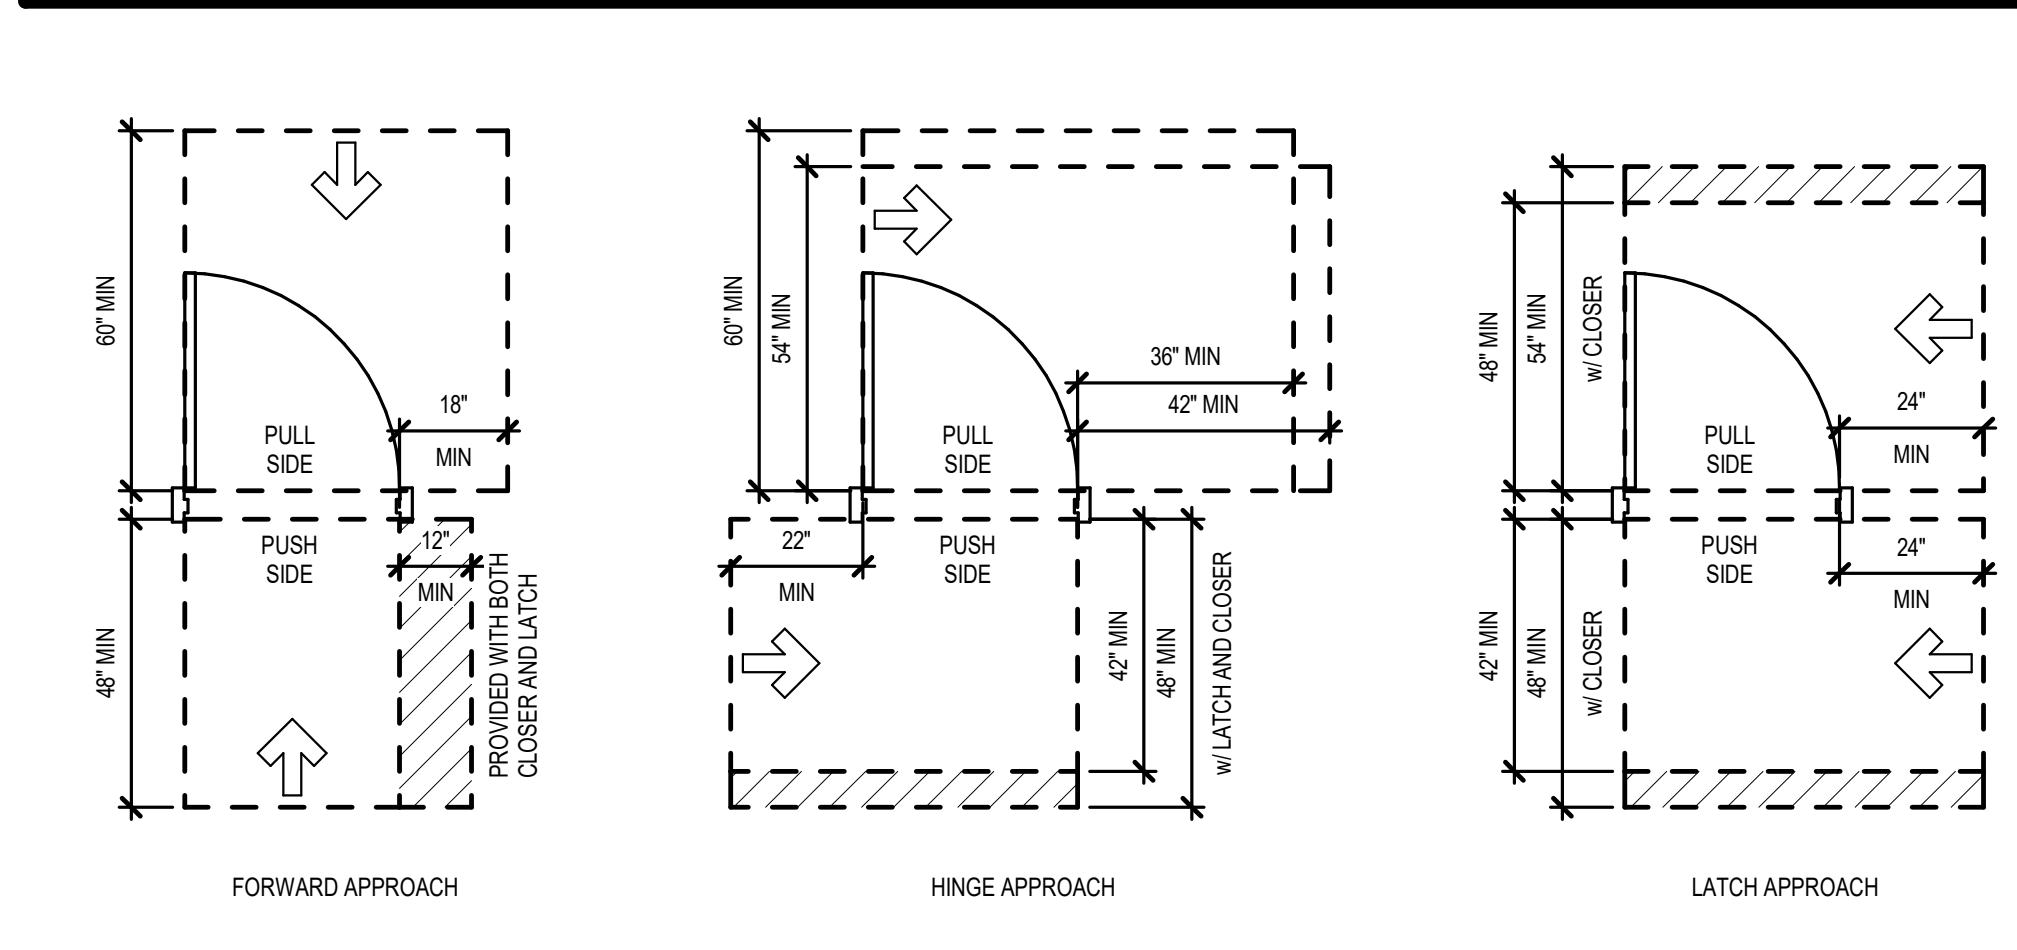 60" MIN
18"
MIN
PULL
SIDE
PUSH
SIDE
12"
MIN
48" MIN
PROVIDED WITH BOTH
CLOSER AND LATCH
FORWARD APPROACH
60" MIN
54" MIN
36" MIN
42" MIN
PULL
SIDE
PUSH
SIDE
22"
MIN
42" MIN
48" MIN
w/ LATCH AND CLOSER
HINGE APPROACH
48" MIN
54" MIN
w/ CLOSER
24"
MIN
PULL
SIDE
PUSH
SIDE
24"
MIN
42" MIN
48" MIN
w/ CLOSER
LATCH APPROACH